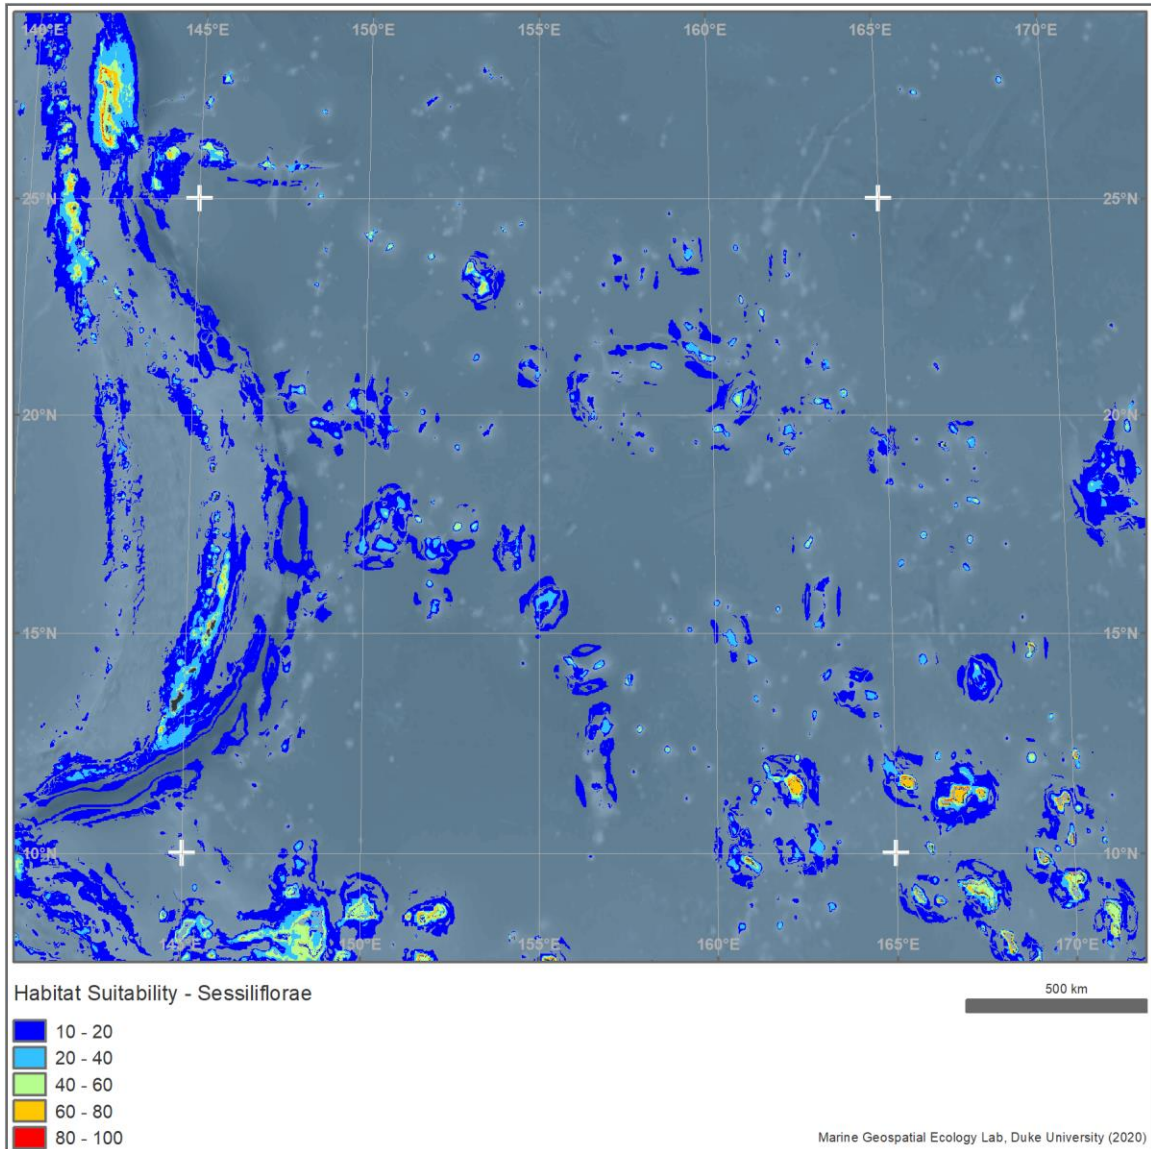 140°E 145°E 150°E 155°E 160°E 165°E 170°E
25°N 25°N
20°N 20°N
15°N 15°N
10°N 10°N
145°E 150°E 155°E 160°E 165°E 170°E
Habitat Suitability - Sessiliflorae
500 km
10 - 20
20 - 40
40 - 60
60 - 80
80 - 100
Marine Geospatial Ecology Lab, Duke University (2020)